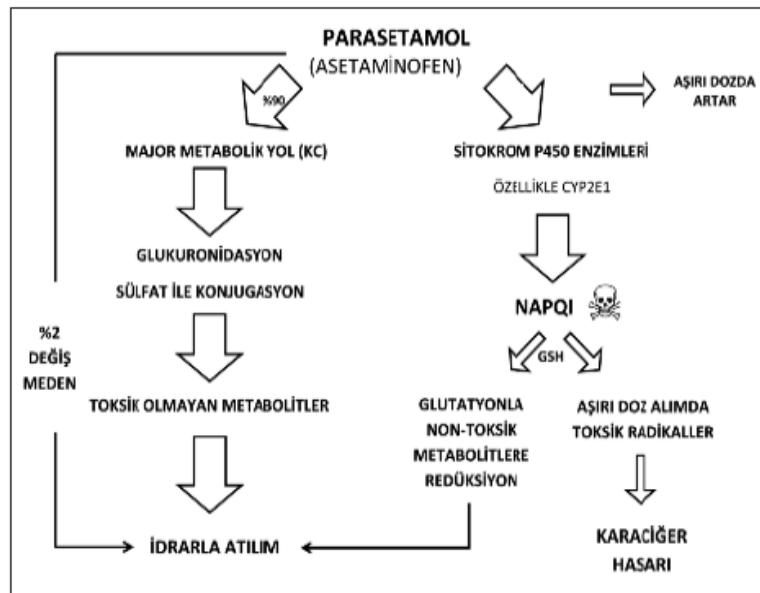 PARASETAMOL
(ASETAMİNOFEN)
%90
AŞIRI DOZDA
ARTAR
MAJOR METABOLİK YOL (KC)
SİTOKROM P450 ENZİMLERİ
ÖZELLİKLE CYP2E1
GLUKURONİDASYON
SÜLFAT İLE KONJUGASYON
NAPQI
%2
DEĞİŞ
MEDEN
GSH
TOKSİK OLMAYAN METABOLİTLER
GLUTATYONLA
NON-TOKSİK
METABOLİTLERE
REDÜKSİYON
AŞIRI DOZ ALIMDA
TOKSİK RADİKALLER
İDRARLA ATILIM
KARACİĞER
HASARI